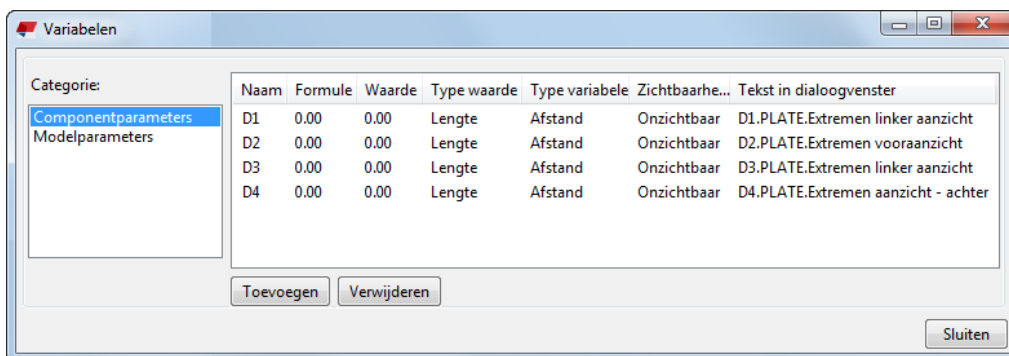 Variabelen
Categorie:
Componentparameters
Modelparameters
Naam Formule Waarde Type waarde Type variabele Zichtbaarhe... Tekst in dialoogvenster
D1 0.00 0.00 Lengte Afstand Onzichtbaar D1.PLATE.Extremen linker aanzicht
D2 0.00 0.00 Lengte Afstand Onzichtbaar D2.PLATE.Extremen vooraanzicht
D3 0.00 0.00 Lengte Afstand Onzichtbaar D3.PLATE.Extremen linker aanzicht
D4 0.00 0.00 Lengte Afstand Onzichtbaar D4.PLATE.Extremen aanzicht - achter
Toevoegen Verwijderen
Sluiten